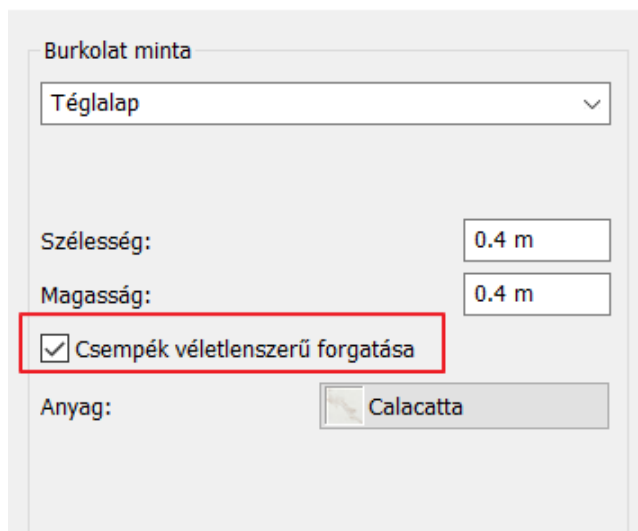 Burkolat minta
Téglalap
Szélesség: 0.4 m
Magasság: 0.4 m
Csempék véletlenszerű forgatása
Anyag: Calacatta